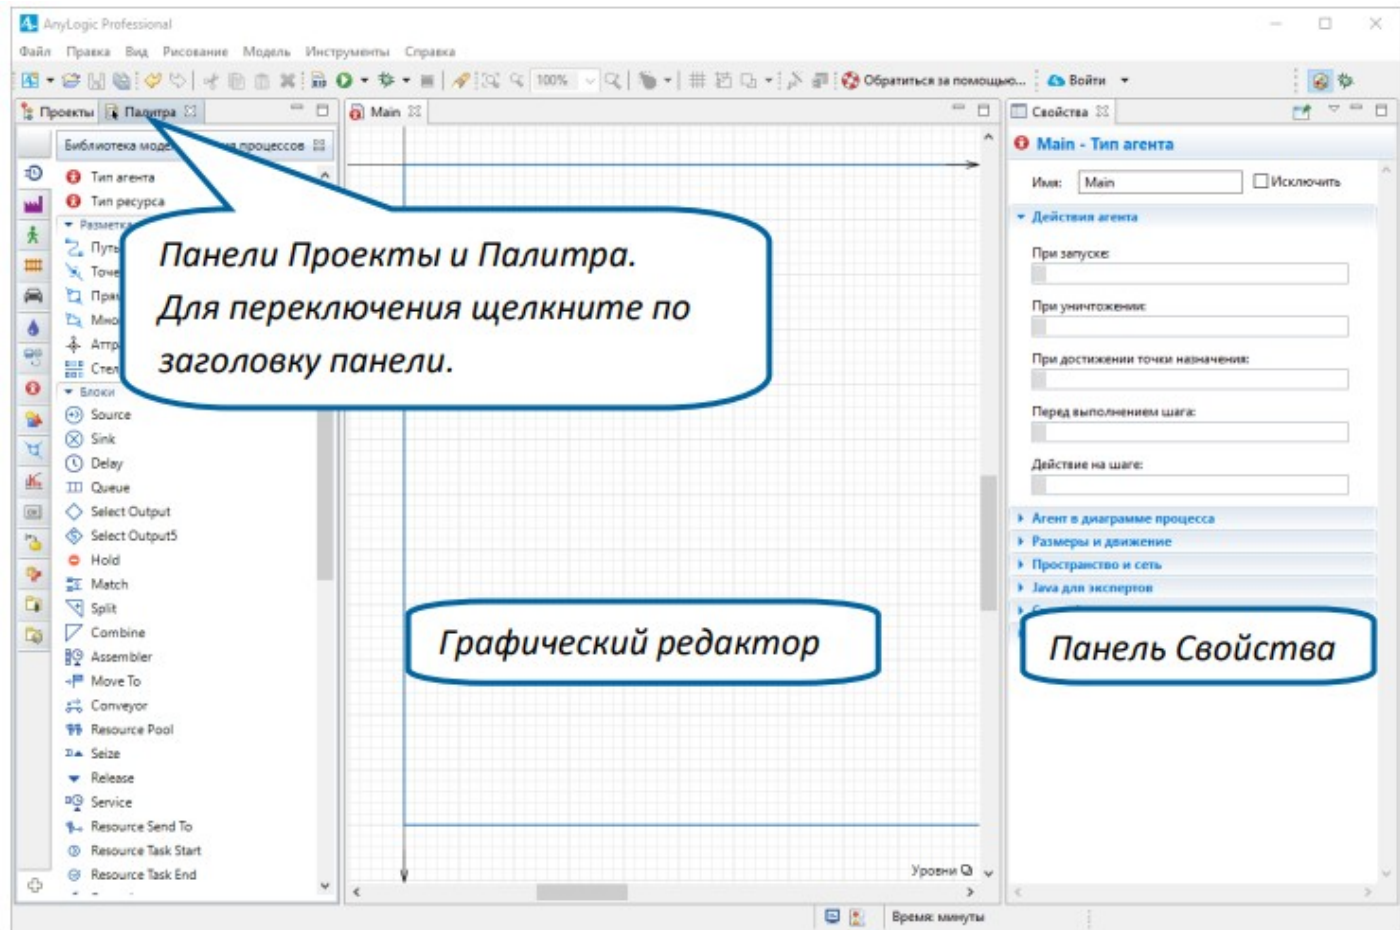 AnyLogic Professional
Файл Правка Вид Рисование Модель Инструменты Справка
100% Обратиться за помощью... Войти
Проекты Палитра
Main
Свойства
Библиотека процессов
Тип агента
Тип ресурса
Разметка
Блоки
Source
Sink
Delay
Queue
Select Output
Select Output5
Hold
Match
Split
Combine
Assembler
Move To
Conveyor
Resource Pool
Seize
Release
Service
Resource Send To
Resource Task Start
Resource Task End
Панели Проекты и Палитра.
Для переключения щелкните по
заголовку панели.
Графический редактор
Уровни
Main - Тип агента
Имя: Main Исключить
Действия агента
При запуске:
При уничтожении:
При достижении точки назначения:
Перед выполнением шага:
Действие на шаге:
Агент в диаграмме процесса
Размеры и движение
Пространство и сеть
Java для экспертов
Панель Свойства
Время: минуты